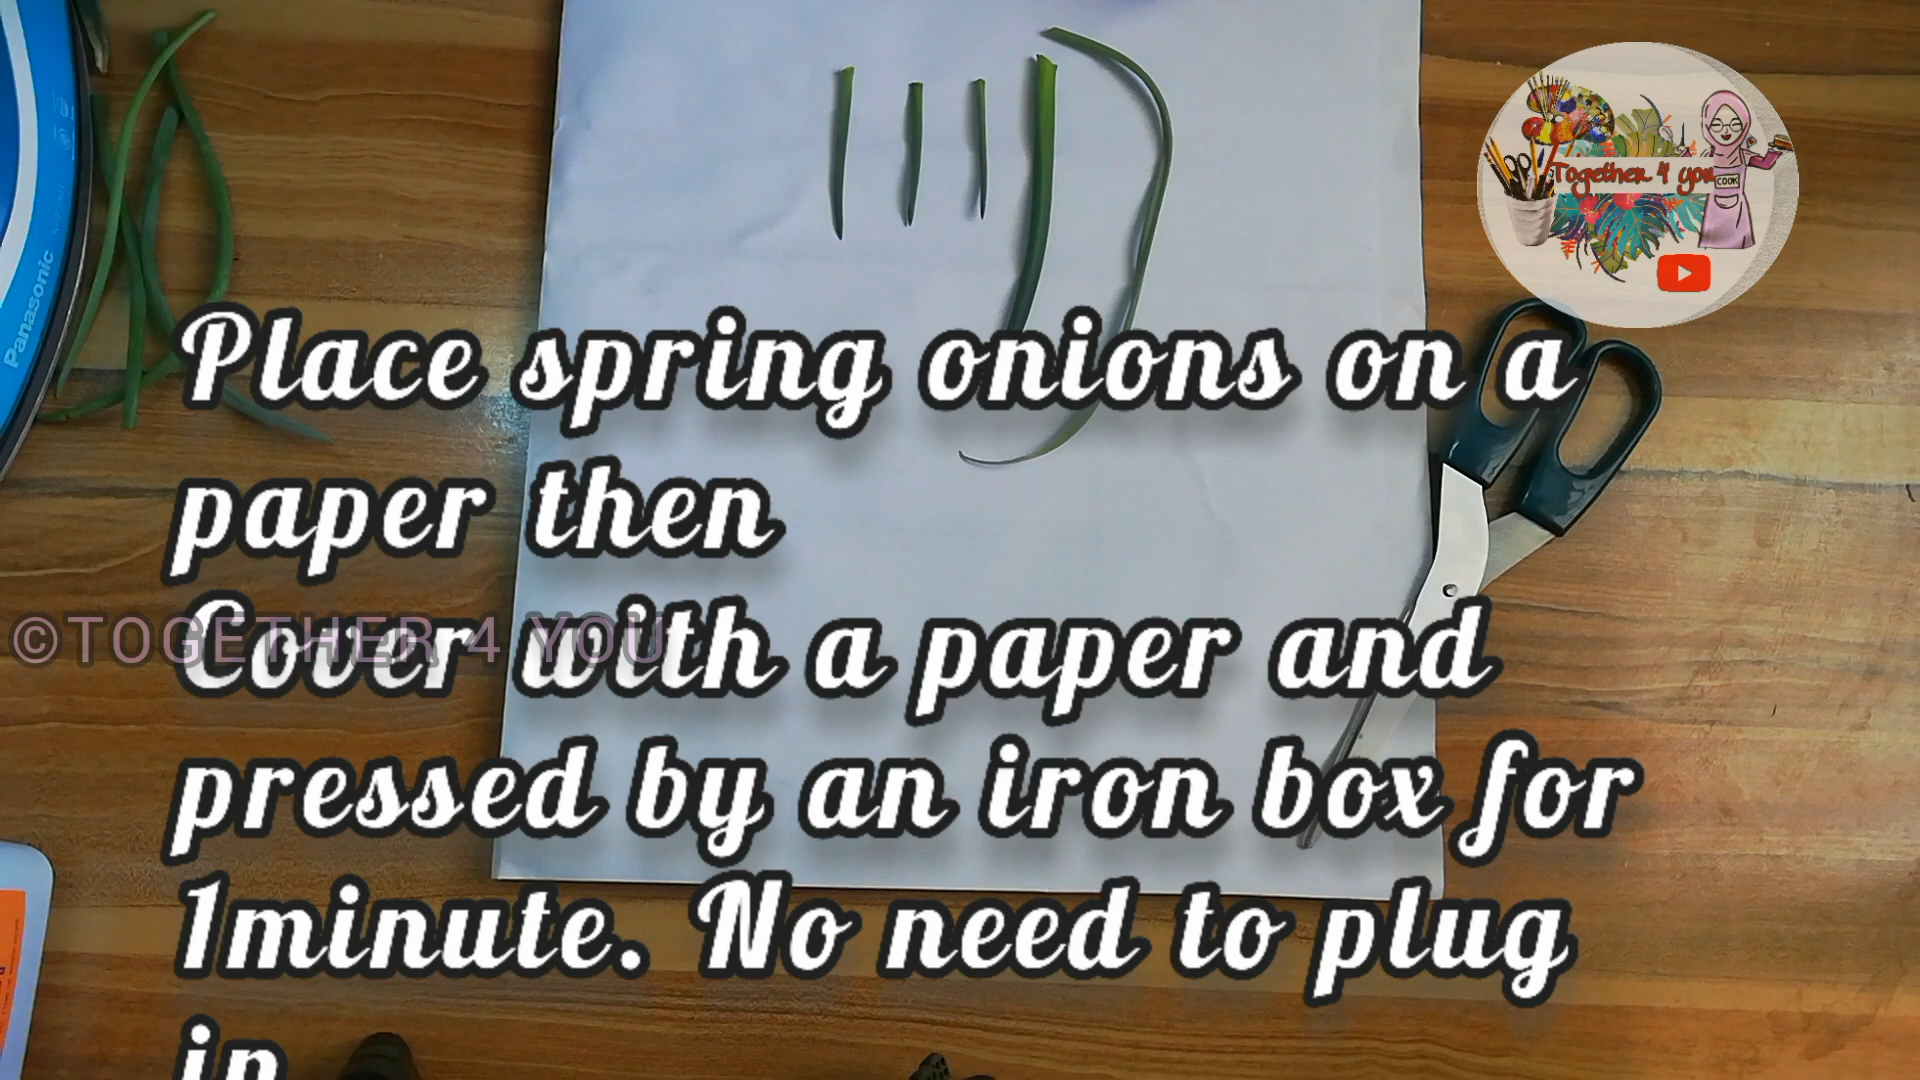 Together 4 you
COOK
Panasonic
Place spring onions on a
paper then
©TOGETHER 4 YOU
Cover with a paper and
pressed by an iron box for
1minute. No need to plug
in